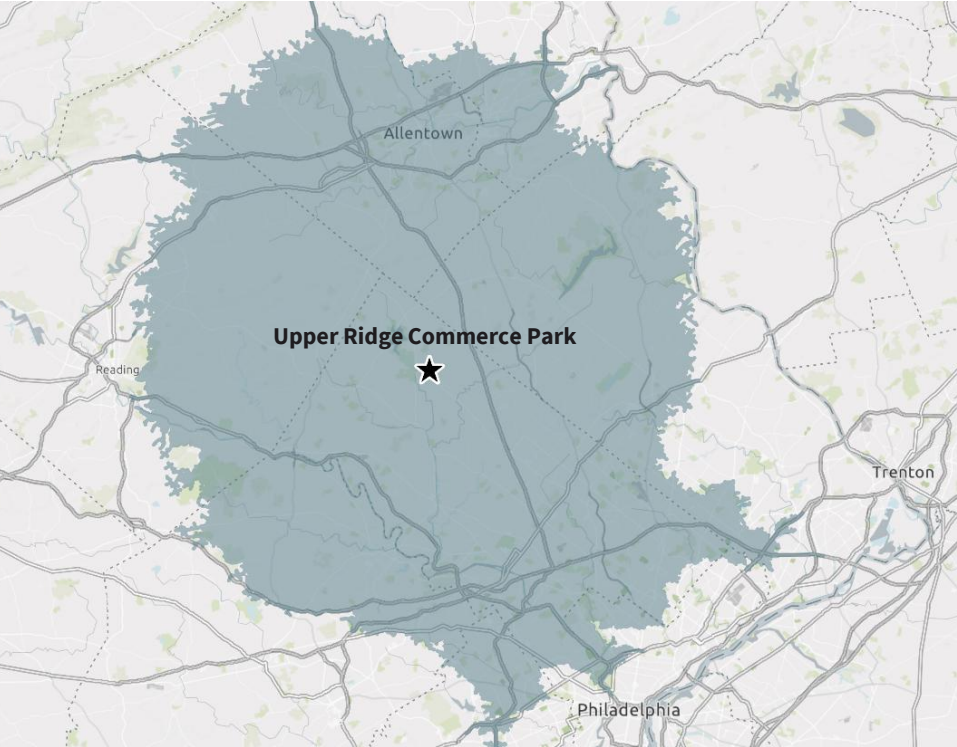 Allentown
Upper Ridge Commerce Park
Reading
Trenton
Philadelphia